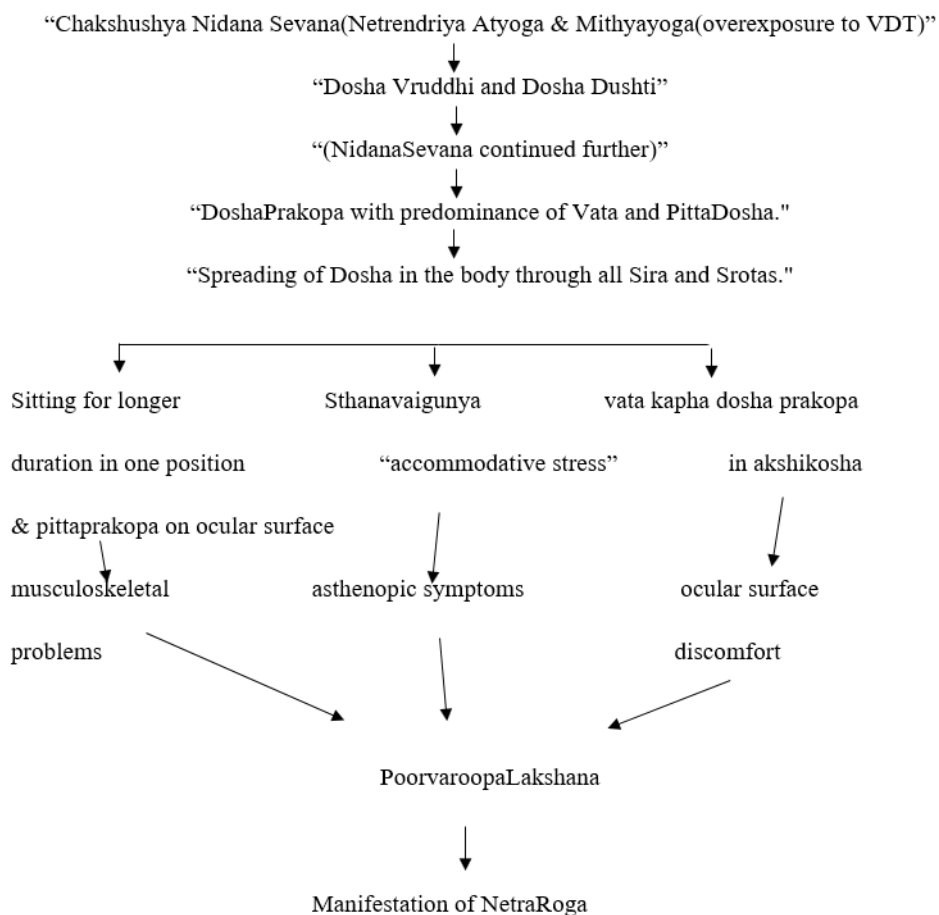 “Chakshushya Nidana Sevana(Netrendriya Atyoga & Mithyayoga(overexposure to VDT)”
“Dosha Vruddhi and Dosha Dushti”
“(NidanaSevana continued further)”
“DoshaPrakopa with predominance of Vata and PittaDosha."
“Spreading of Dosha in the body through all Sira and Srotas."
Sitting for longer
duration in one position
& pittaprakopa on ocular surface
musculoskeletal
problems
Sthanavaigunya
“accommodative stress”
asthenopic symptoms
vata kapha dosha prakopa
in akshikosha
ocular surface
discomfort
PoorvaroopaLakshana
Manifestation of NetraRoga